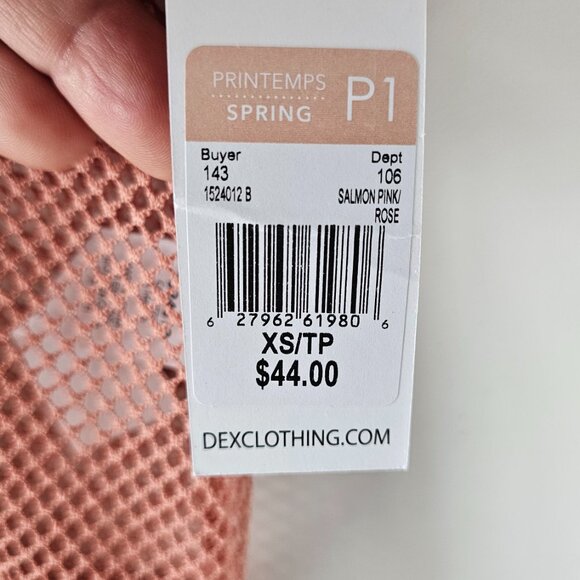 PRINTEMPS
SPRING
P1
Buyer Dept
143 106
1524012 B SALMON PINK/
ROSE
6 27962 61980 6
XS/TP
$44.00
DEXCLOTHING.COM